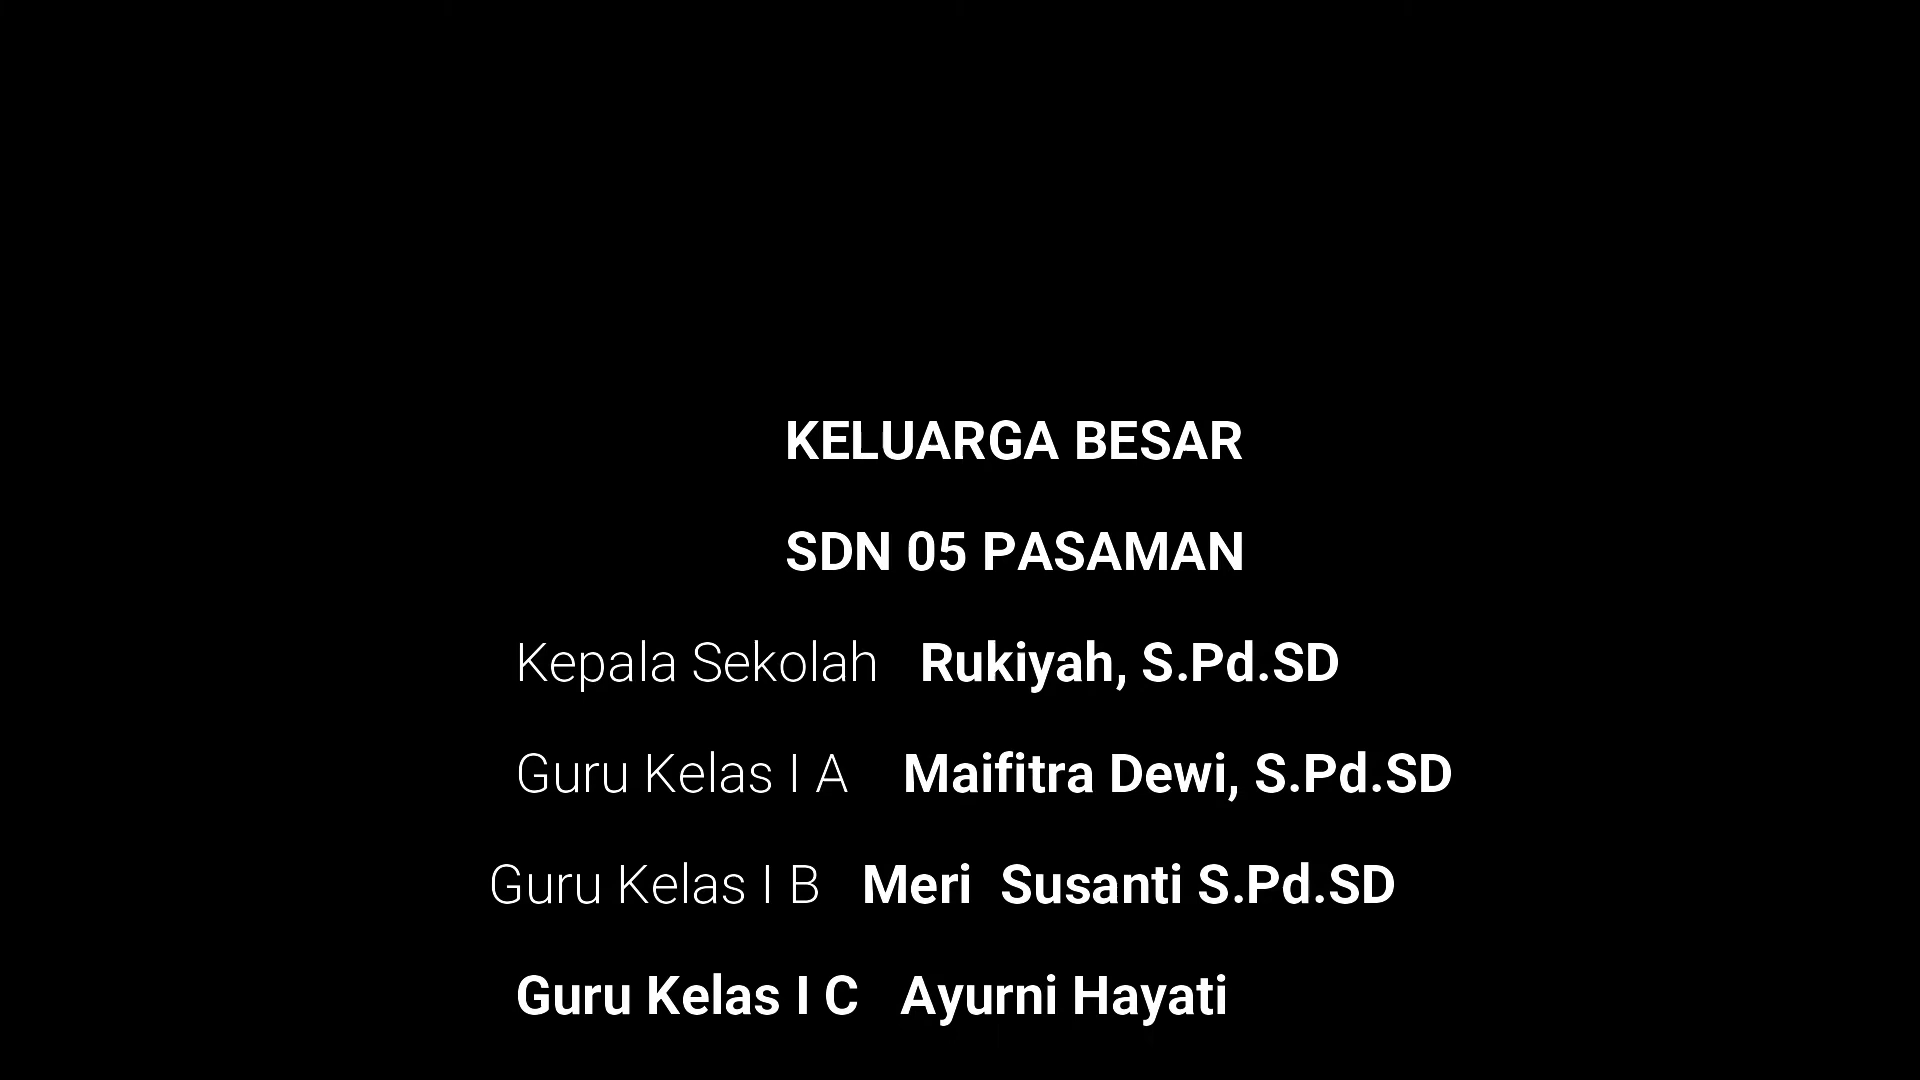 KELUARGA BESAR
SDN 05 PASAMAN
Kepala Sekolah Rukiyah, S.Pd.SD
Guru Kelas I A Maifitra Dewi, S.Pd.SD
Guru Kelas I B Meri Susanti S.Pd.SD
Guru Kelas I C Ayurni Hayati